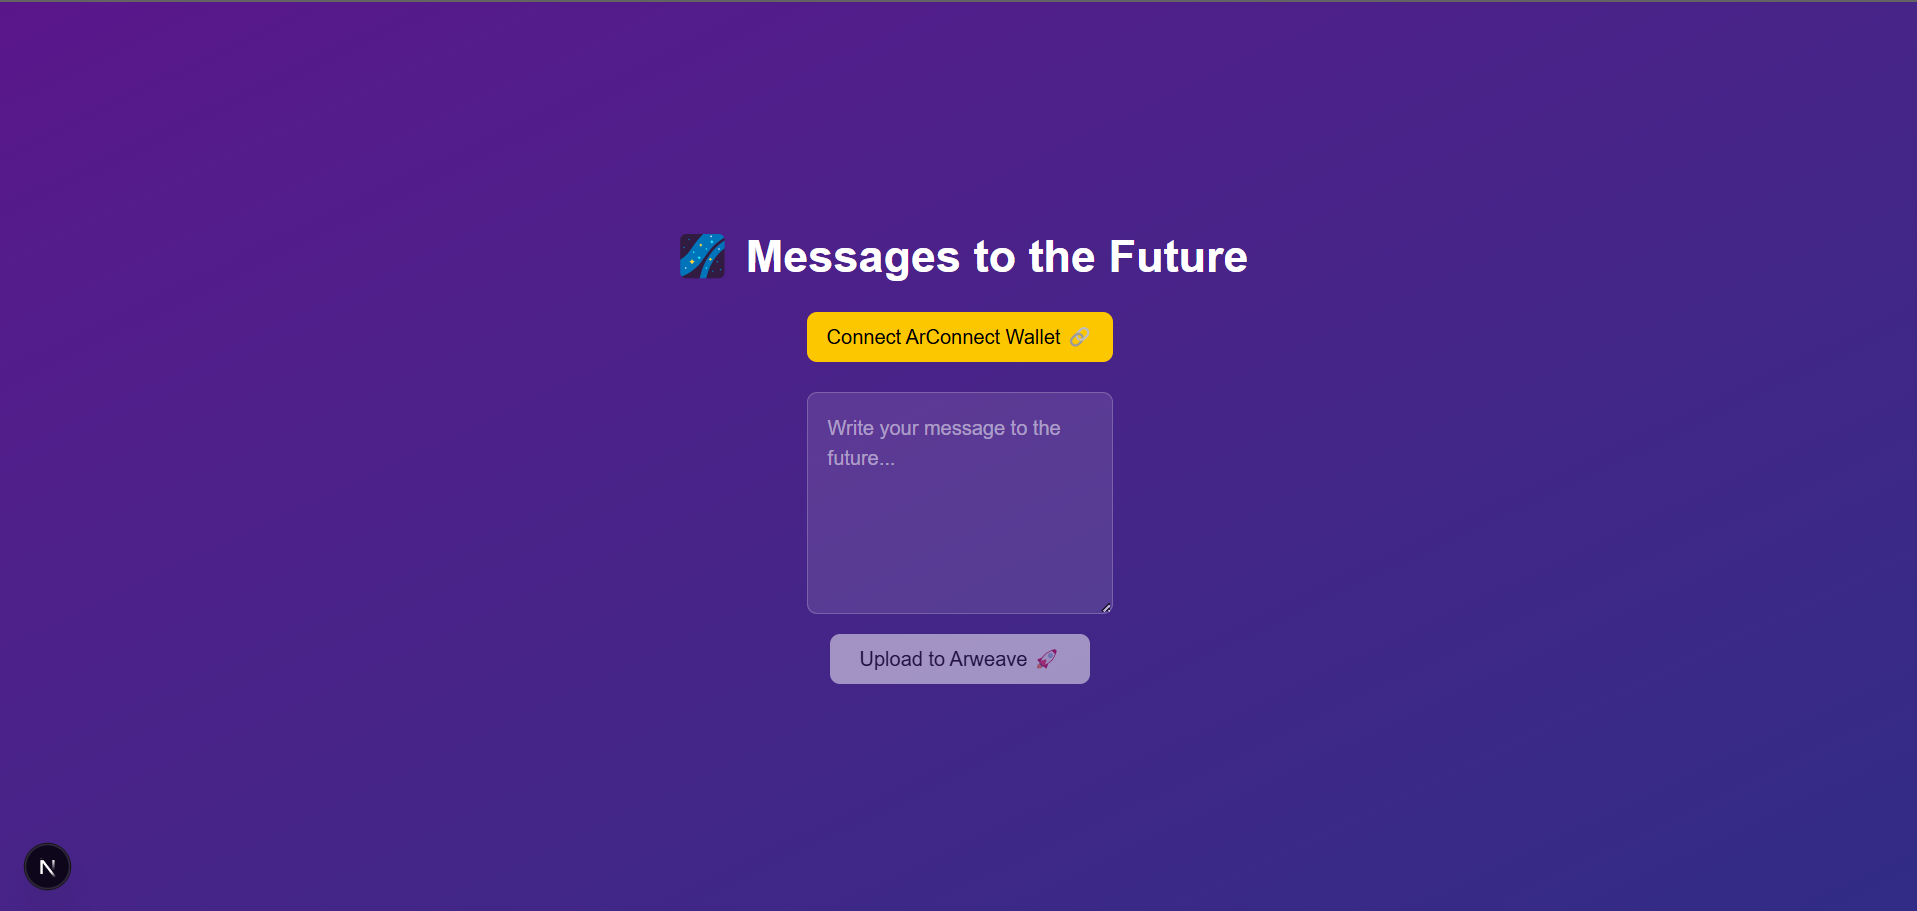 Messages to the Future
Connect ArConnect Wallet
Write your message to the
future...
Upload to Arweave
N